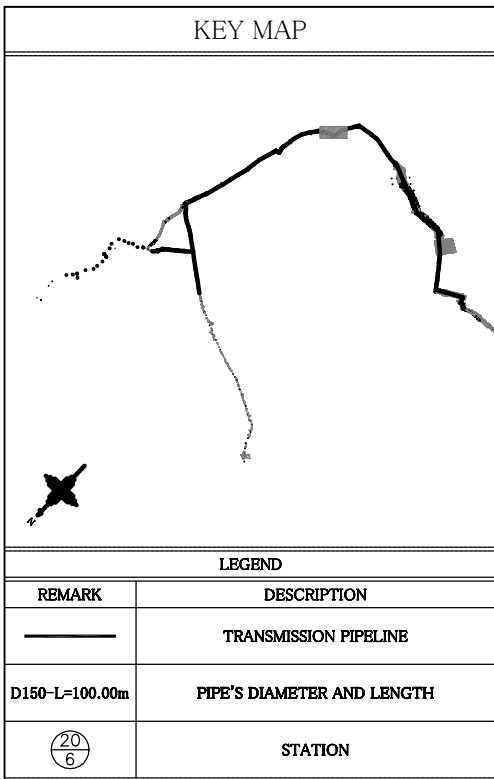 KEY MAP
N
LEGEND
REMARK DESCRIPTION
TRANSMISSION PIPELINE
D150-L=100.00m PIPE'S DIAMETER AND LENGTH
20
6
STATION